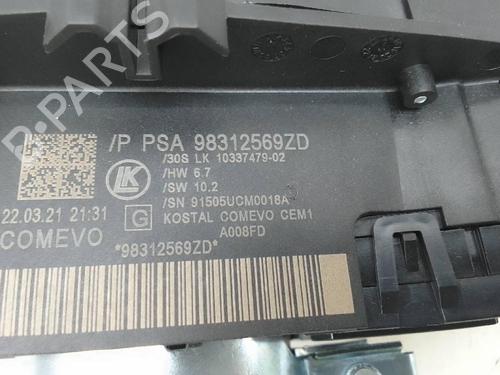 /P PSA 98312569ZD
/30S LK 10337479-02
/HW 6.7
/SW 10.2
/SN 91505UCM0018A
KOSTAL COMEVO CEM1
A008FD
LK
G
22.03.21 21:31
COMEVO
*98312569ZD*
B-Parts